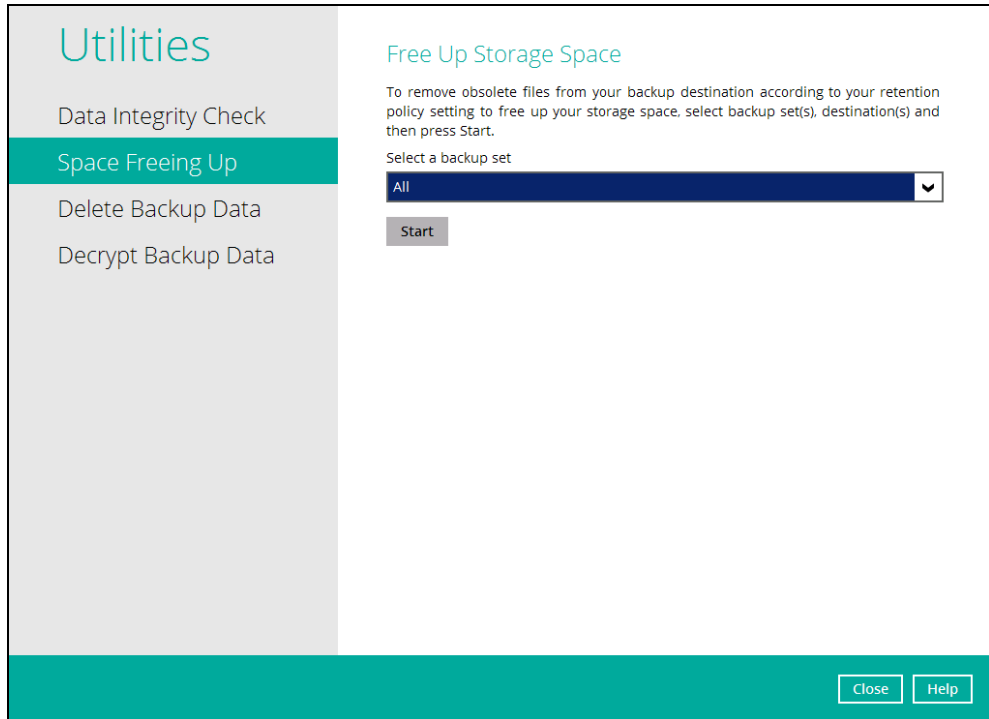 Utilities
Data Integrity Check
Space Freeing Up
Delete Backup Data
Decrypt Backup Data
Free Up Storage Space
To remove obsolete files from your backup destination according to your retention
policy setting to free up your storage space, select backup set(s), destination(s) and
then press Start.
Select a backup set
All
Start
Close
Help